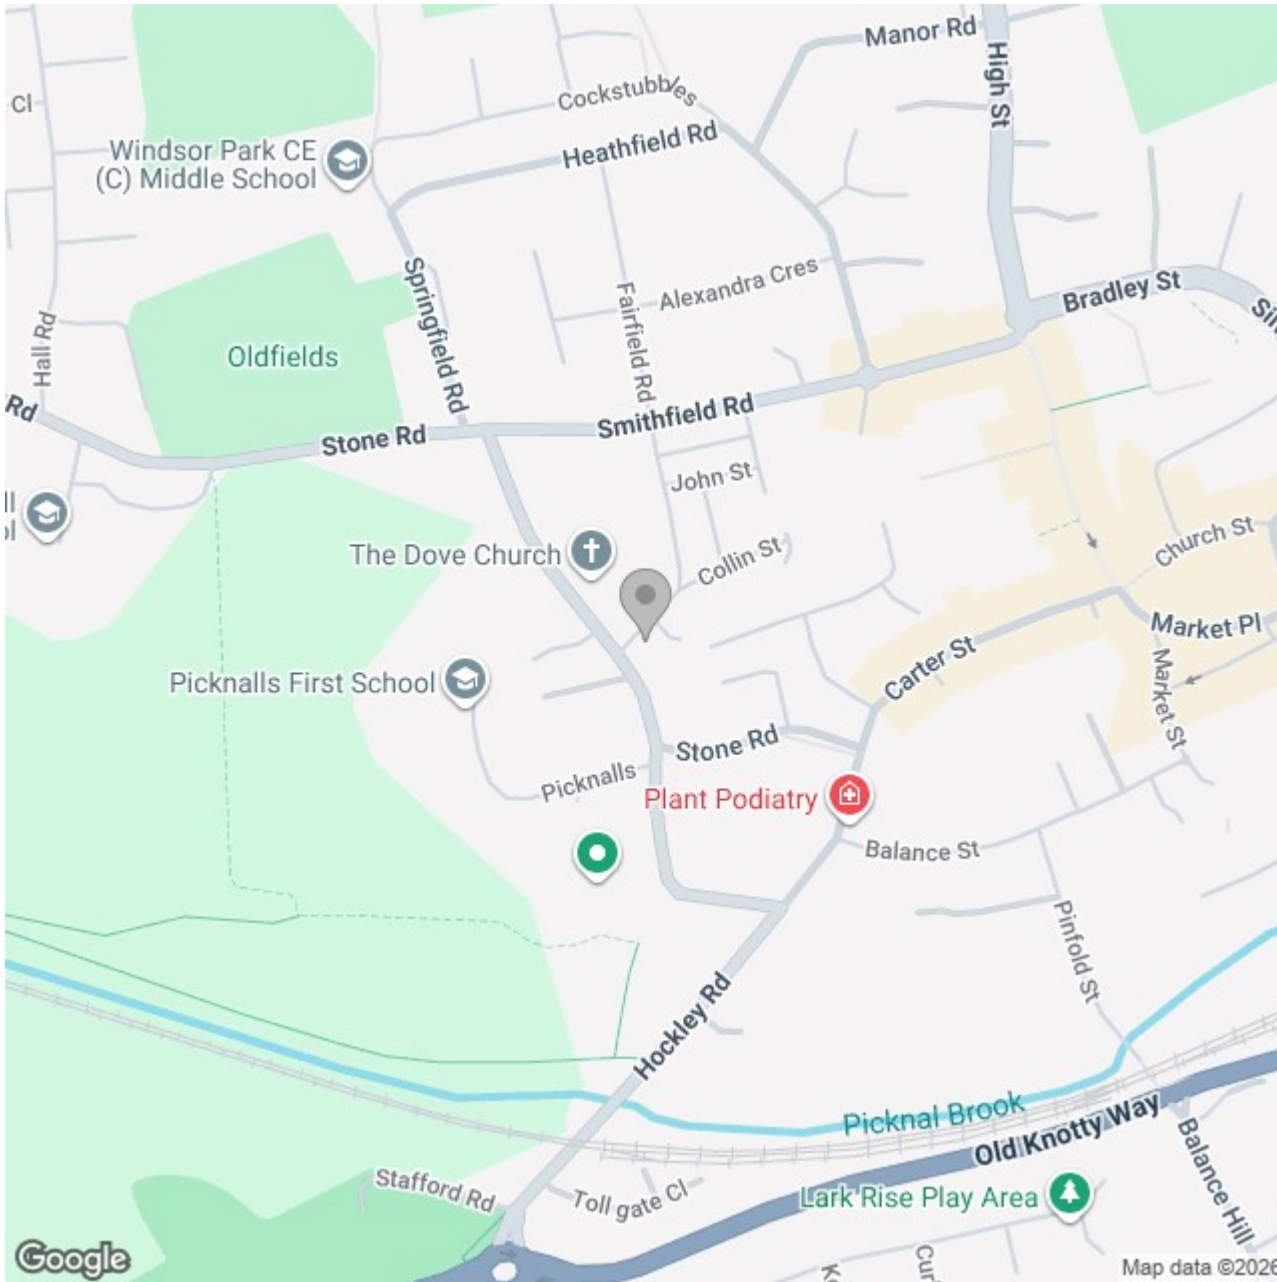 Manor Rd
High St
Cl
Cockstubbles
Windsor Park CE
(C) Middle School
Heathfield Rd
Springfield Rd
Alexandra Cres
Fairfield Rd
Bradley St
Hall Rd
Oldfields
Rd
Stone Rd
Smithfield Rd
John St
The Dove Church
Collin St
Church St
Market Pl
Carter St
Picknalls First School
Market St
Stone Rd
Picknalls
Plant Podiatry
Balance St
Pinfold St
Hockley Rd
Picknal Brook
Old Knotty Way
Balance Hill
Stafford Rd
Toll gate Cl
Lark Rise Play Area
Google
Map data ©2026